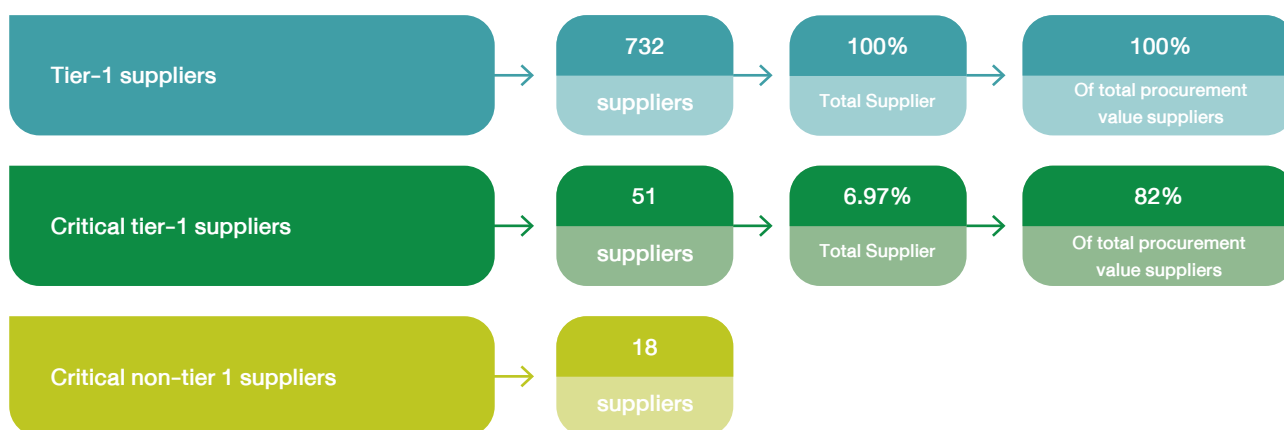 Tier-1 suppliers
732
suppliers
100%
Total Supplier
100%
Of total procurement
value suppliers
Critical tier-1 suppliers
51
suppliers
6.97%
Total Supplier
82%
Of total procurement
value suppliers
Critical non-tier 1 suppliers
18
suppliers